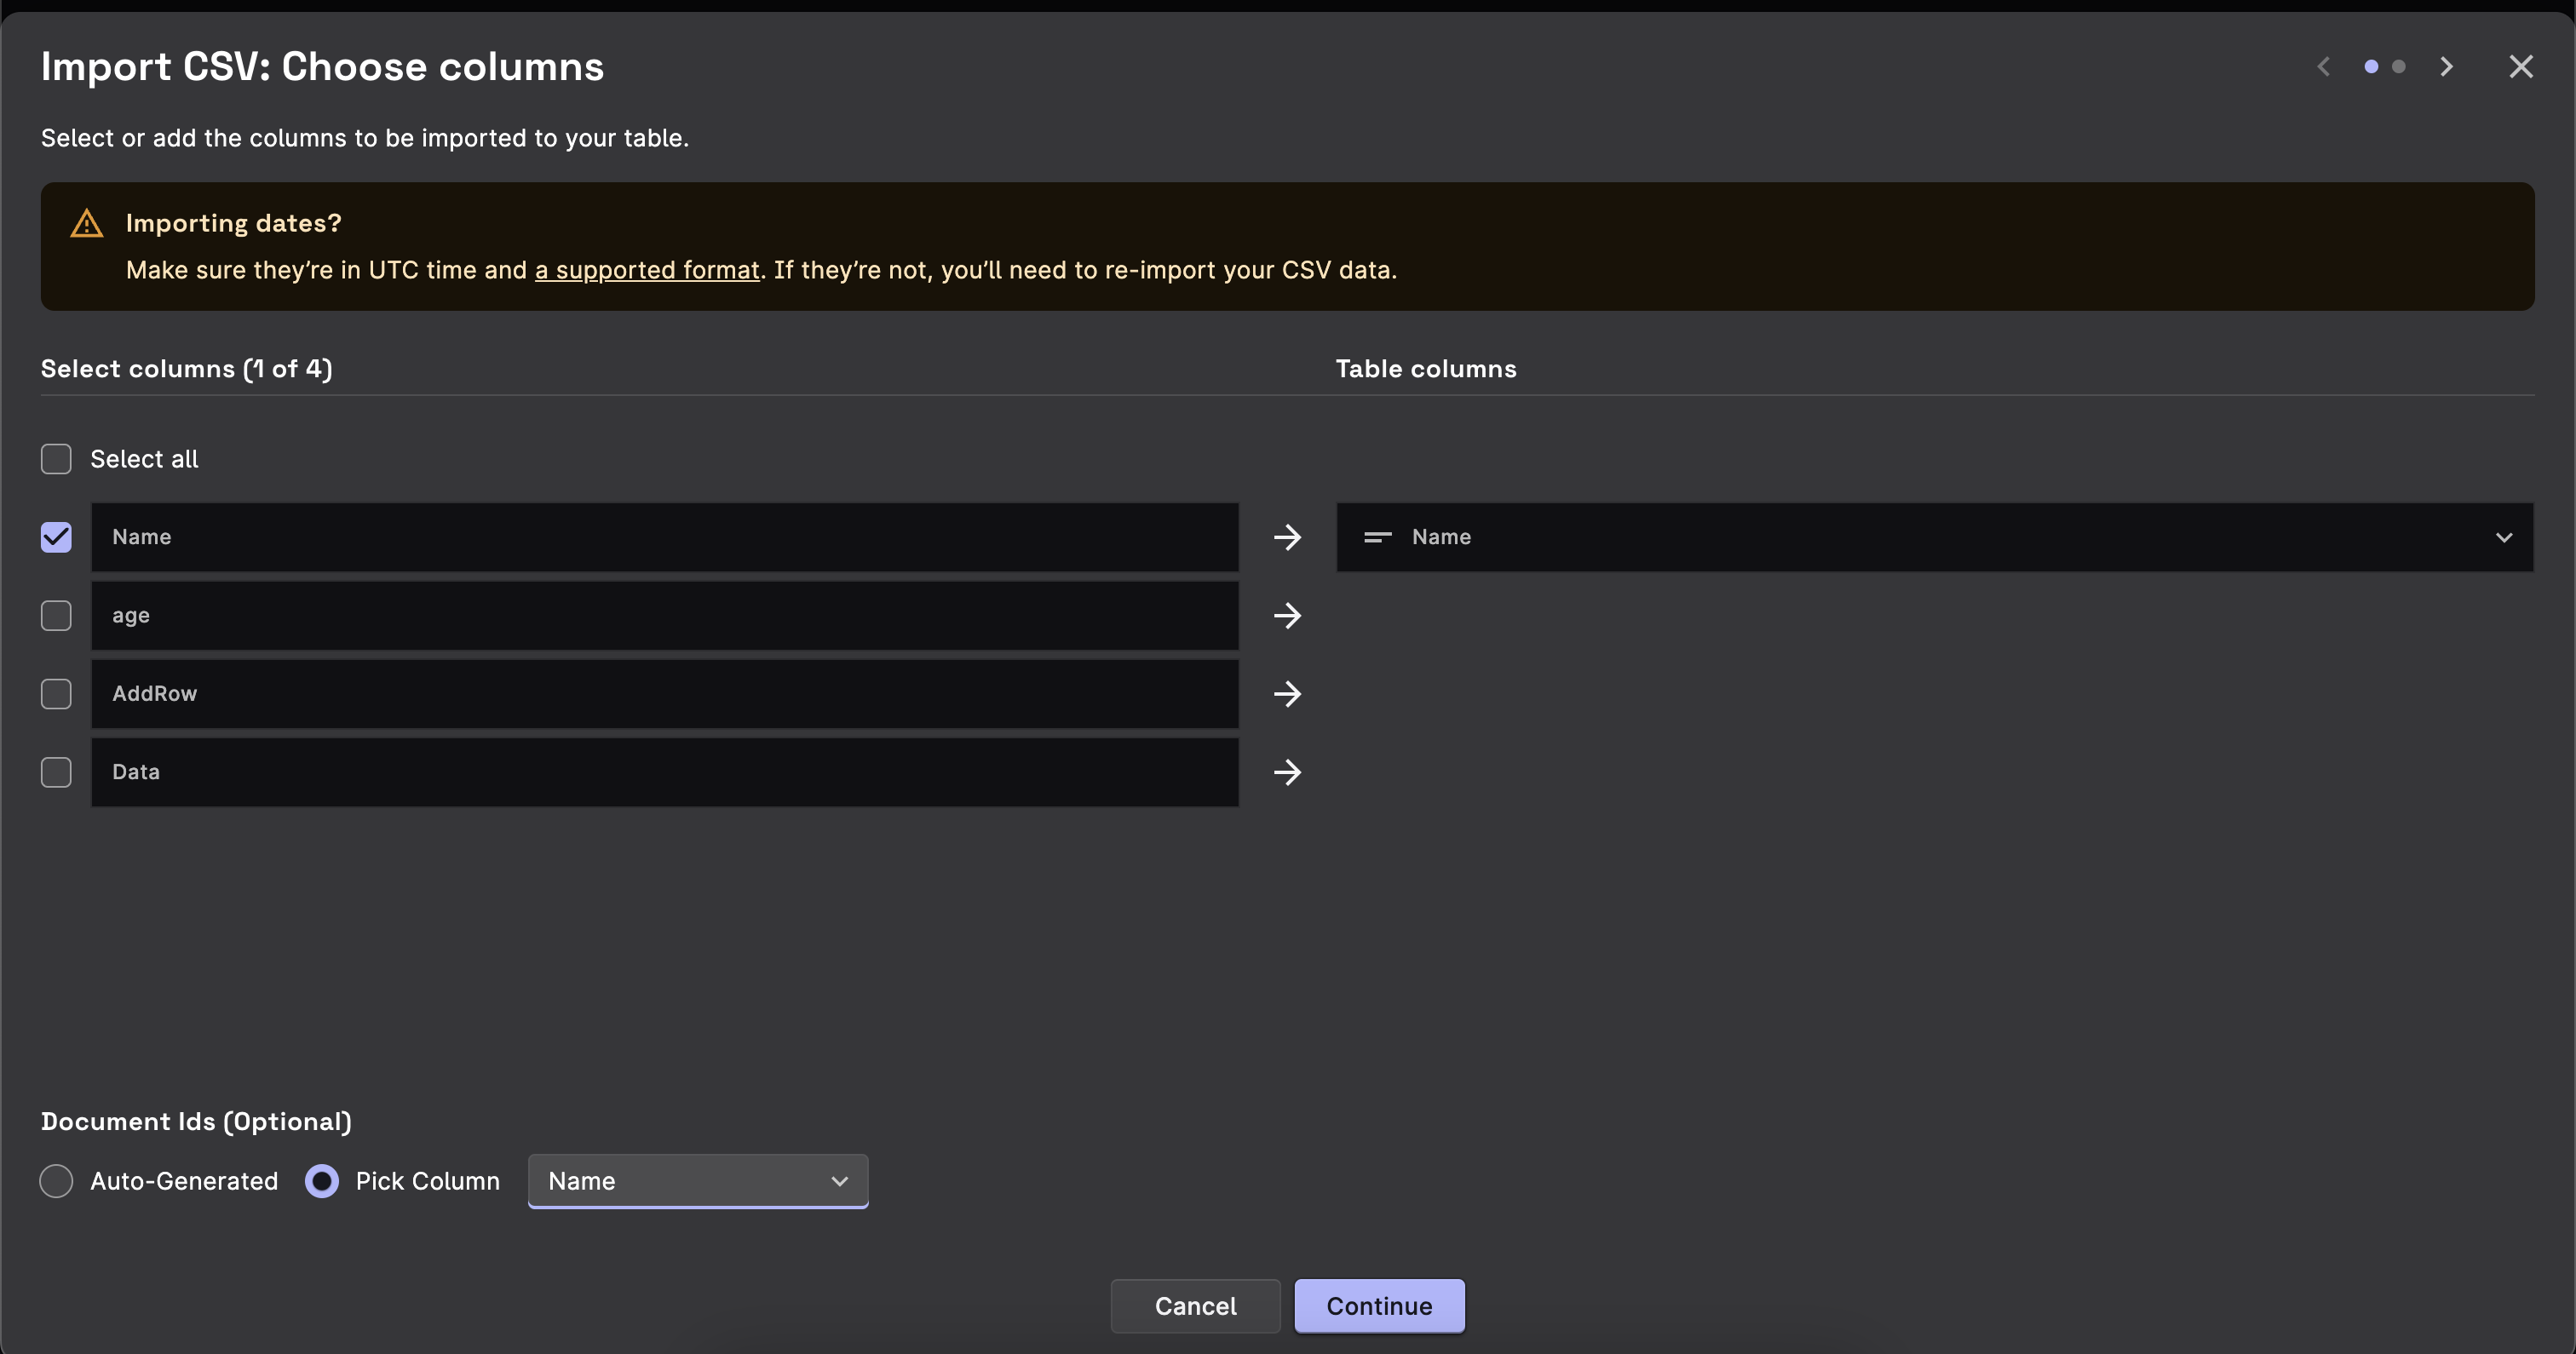 Import CSV: Choose columns
Select or add the columns to be imported to your table.
Importing dates?
Make sure they’re in UTC time and a supported format. If they’re not, you’ll need to re-import your CSV data.
Select columns (1 of 4)
Table columns
Select all
Name
Name
age
AddRow
Data
Document Ids (Optional)
Auto-Generated
Pick Column
Name
Cancel
Continue